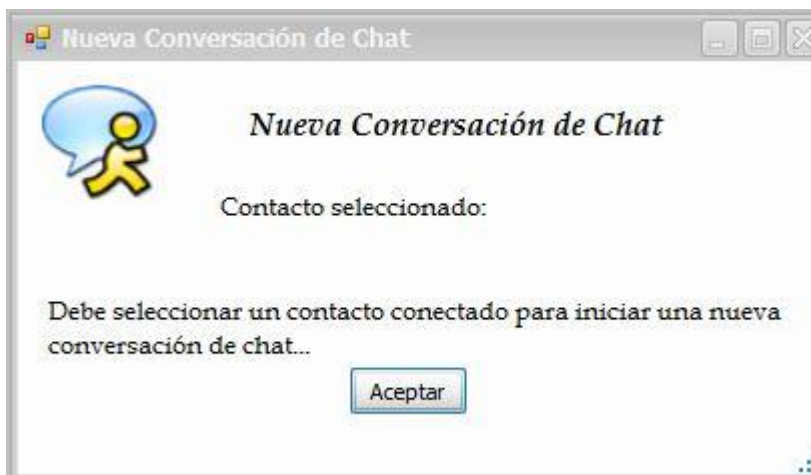 Nueva Conversación de Chat
Nueva Conversación de Chat
Contacto seleccionado:
Debe seleccionar un contacto conectado para iniciar una nueva
conversación de chat...
Aceptar